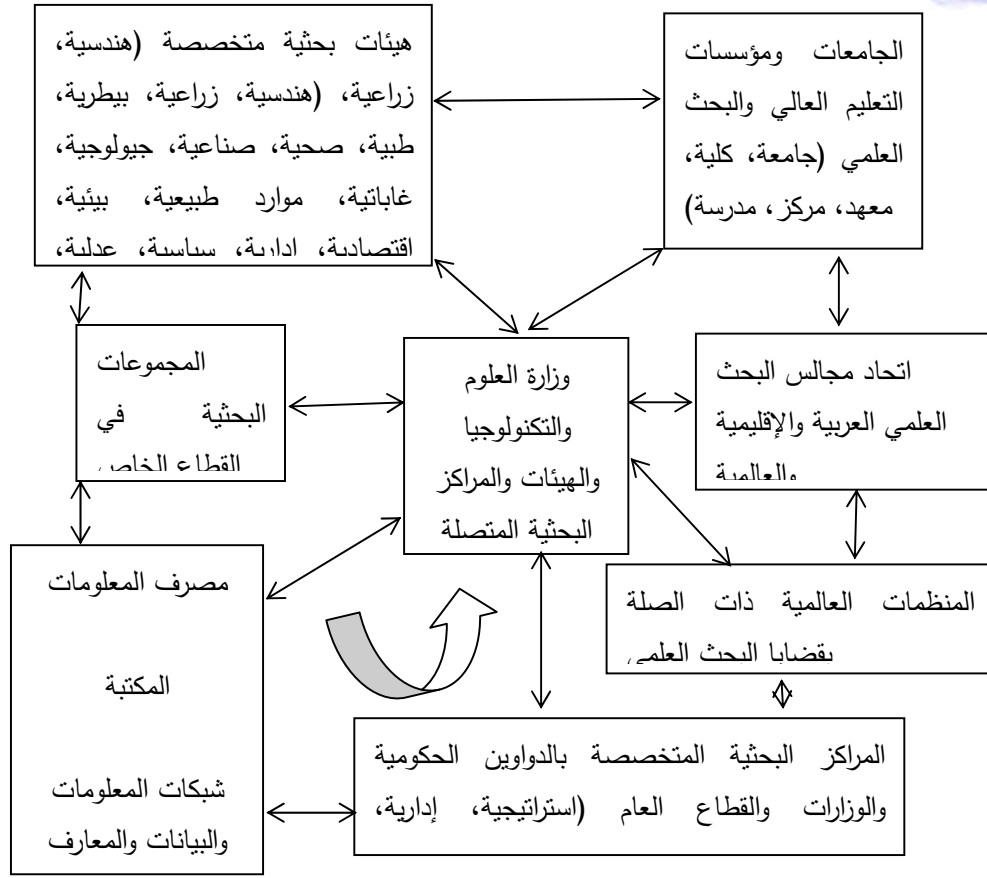 الجامعات ومؤسسات
التعليم العالي والبحث
العلمي (جامعة، كلية،
معهد، مركز، مدرسة)
هيئات بحثية متخصصة (هندسية،
زراعية، (هندسية، زراعية، بيطرية،
طبية، صحية، صناعية، جيولوجية،
غاباتية، موارد طبيعية، بيئية،
اقتصادية، ادارية، سياسية، عدلية،
اتحاد مجالس البحث
العلمي العربية والإقليمية
والعالمية
وزارة العلوم
والتكنولوجيا
والهيئات والمراكز
البحثية المتصلة
المجموعات
البحثية في
القطاع الخاص
المنظمات العالمية ذات الصلة
بقضايا البحث العلمي
مصرف المعلومات
المكتبة
شبكات المعلومات
والبيانات والمعارف
المراكز البحثية المتخصصة بالدواوين الحكومية
والوزارات والقطاع العام (استراتيجية، إدارية،